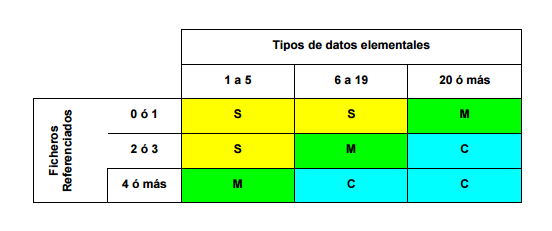 Tipos de datos elementales
1 a 5 6 a 19 20 ó más
Ficheros
Referenciados
0 ó 1 S S M
2 ó 3 S M C
4 ó más M C C